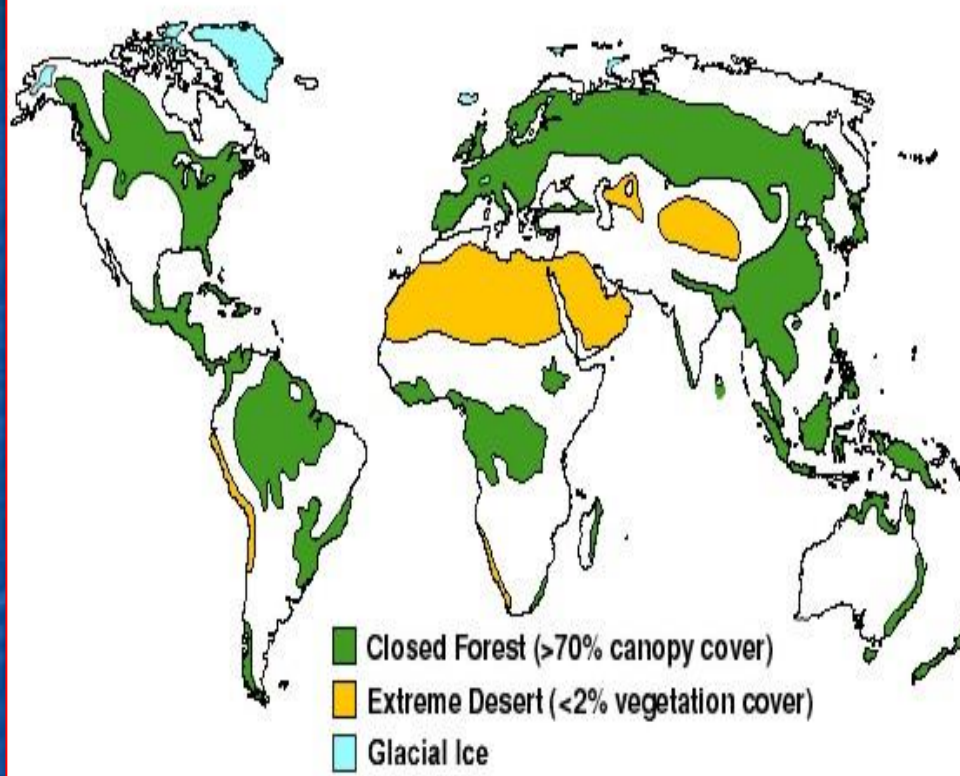 Closed Forest (>70% canopy cover)
Extreme Desert (<2% vegetation cover)
Glacial Ice